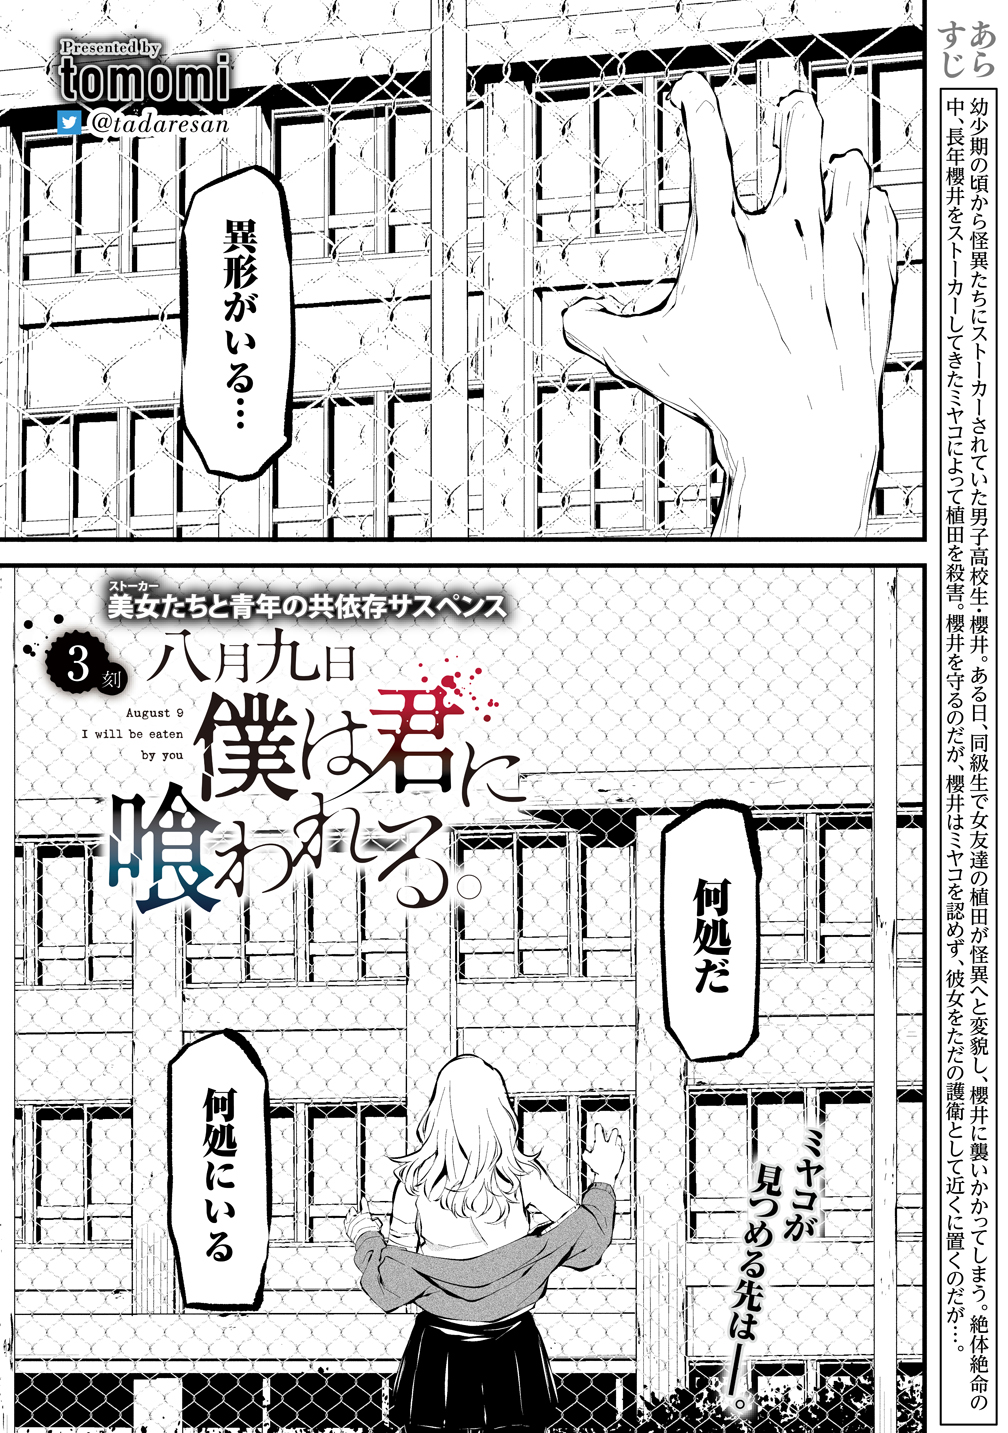 あらすじ
幼少期の頃から怪異たちにストーカーされていた男子高校生・櫻井。ある日、同級生で女友達の植田が怪異へと変貌し、櫻井に襲いかかってしまう。絶体絶命の
中、長年櫻井をストーカーしてきたミヤコによって植田を殺害。櫻井を守るのだが、櫻井はミヤコを認めず、彼女をただの護衛として近くに置くのだが…。
Presented by
tomomi
@tadaresan
異形がいる…
ストーカー
美女たちと青年の共依存サスペンス
3刻
八月九日
僕は君に
喰われる。
August 9
I will be eaten
by you
何処だ
何処にいる
ミヤコが
見つめる先は――。